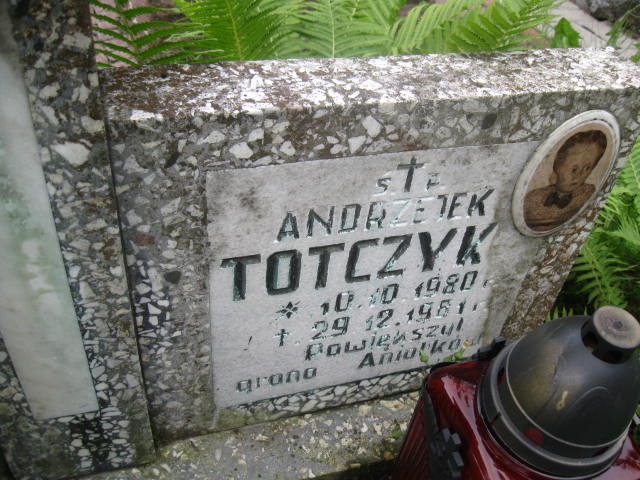 Ś † P.
ANDRZEJEK
TOTCZYK
* 10.10.1980 r.
† 29.12.1981 r.
Powiększył
grono Aniołków